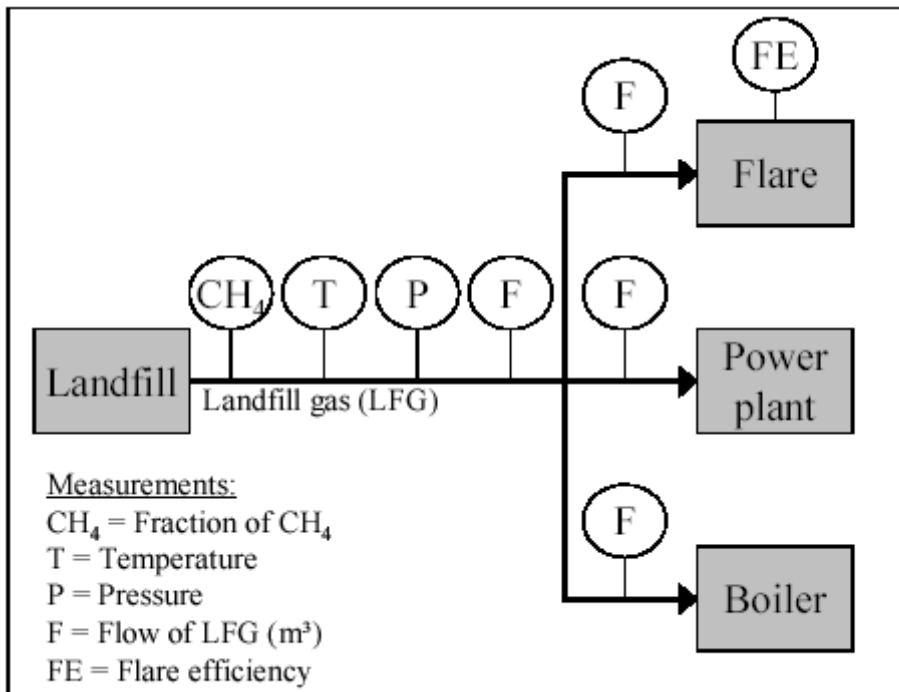 FE
F
Flare
CH₄ T P F F
Landfill
Landfill gas (LFG)
Power
plant
F
Boiler
Measurements:
CH₄ = Fraction of CH₄
T = Temperature
P = Pressure
F = Flow of LFG (m³)
FE = Flare efficiency